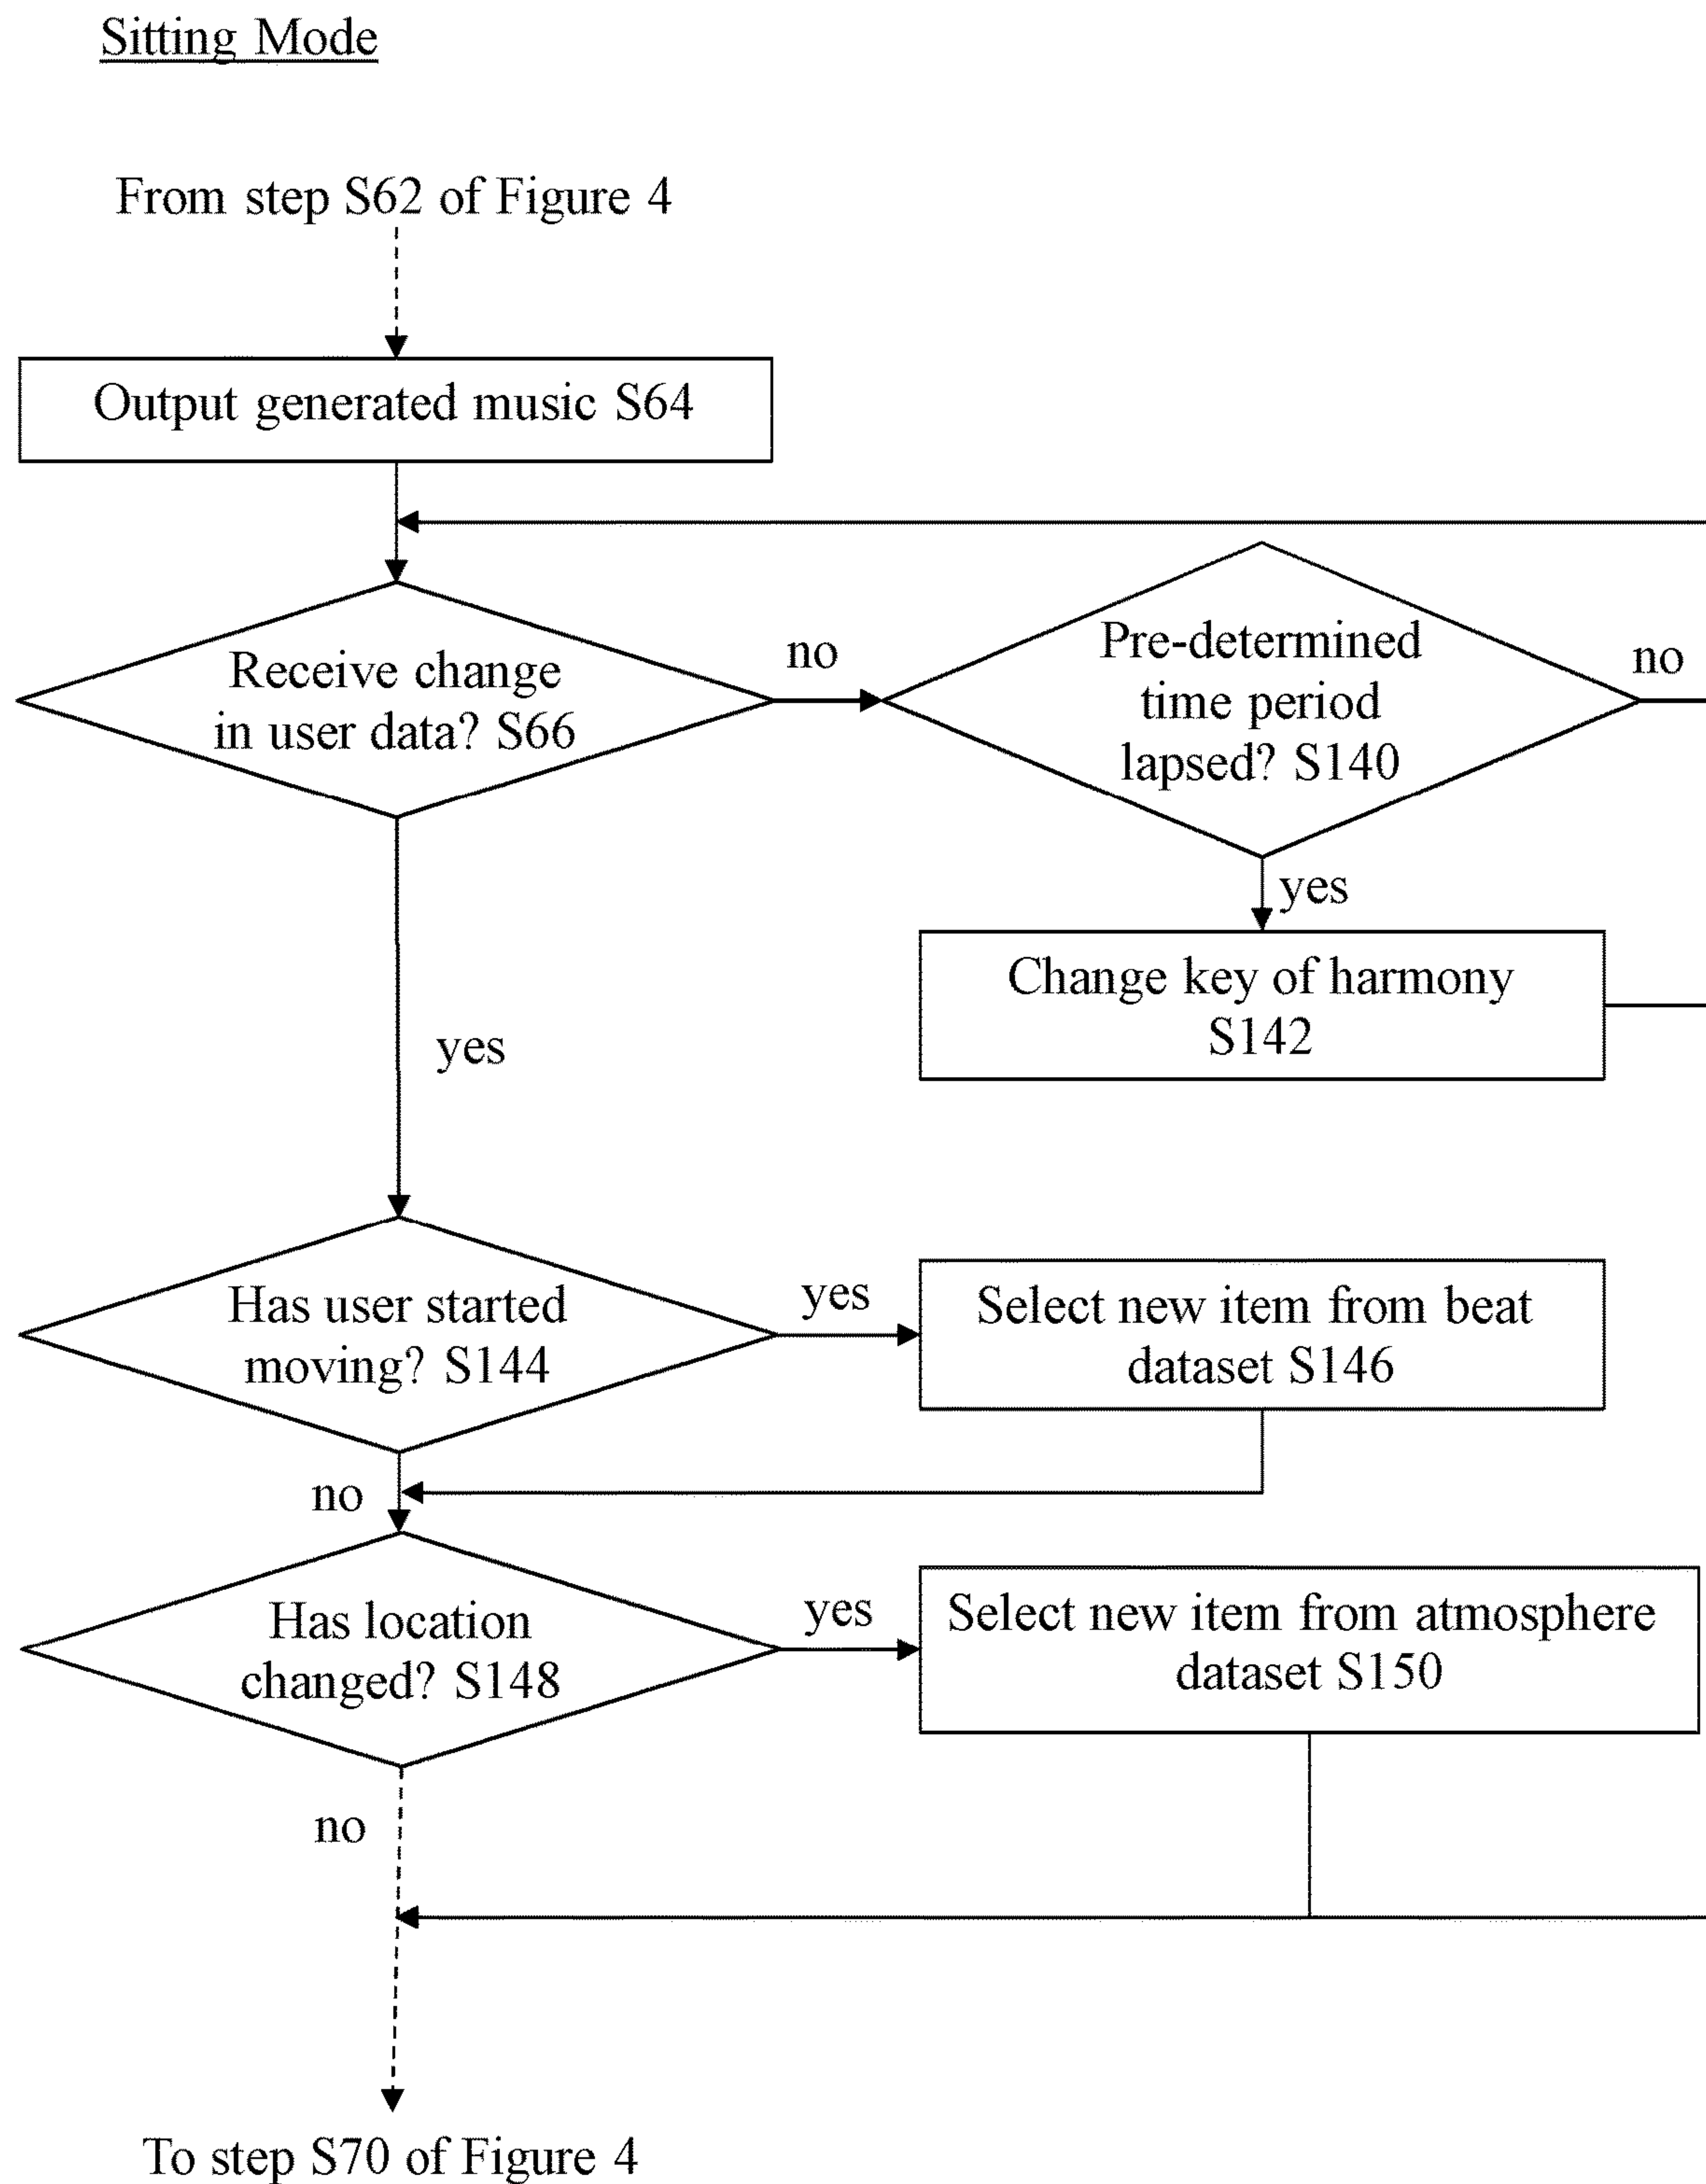 Sitting Mode
From step S62 of Figure 4
Output generated music S64
Receive change
in user data? S66
no
Pre-determined
time period
lapsed? S140
no
yes
Change key of harmony
S142
yes
Has user started
moving? S144
yes
Select new item from beat
dataset S146
no
Has location
changed? S148
yes
Select new item from atmosphere
dataset S150
no
To step S70 of Figure 4